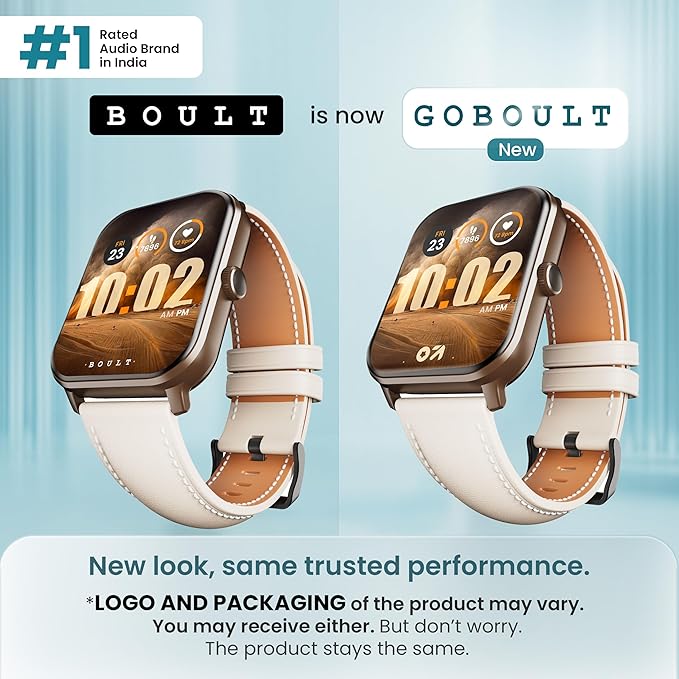 #1 Rated
Audio Brand
in India
BOULT is now GOBOULT
New
FRI
23
7896
72 Bpm
10:02
AM PM
·BOULT·
FRI
23
7896
72 Bpm
10:02
AM PM
New look, same trusted performance.
*LOGO AND PACKAGING of the product may vary.
You may receive either. But don't worry.
The product stays the same.